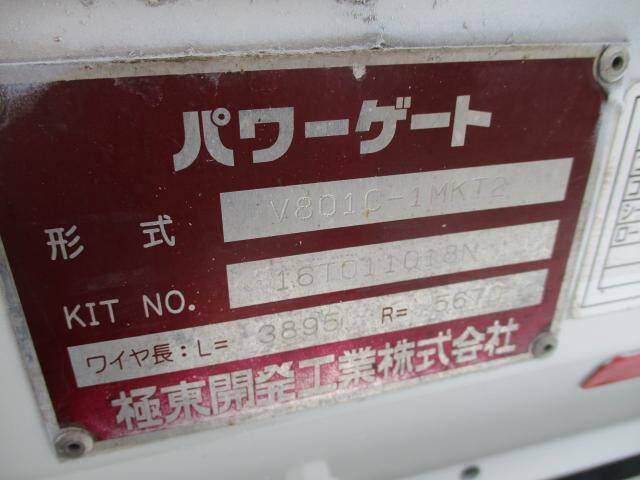 パワーゲート
形式 V801C-1MKT2
KIT NO. 16T011018N
ワイヤ長:L= 3895 R= 5670
極東開発工業株式会社